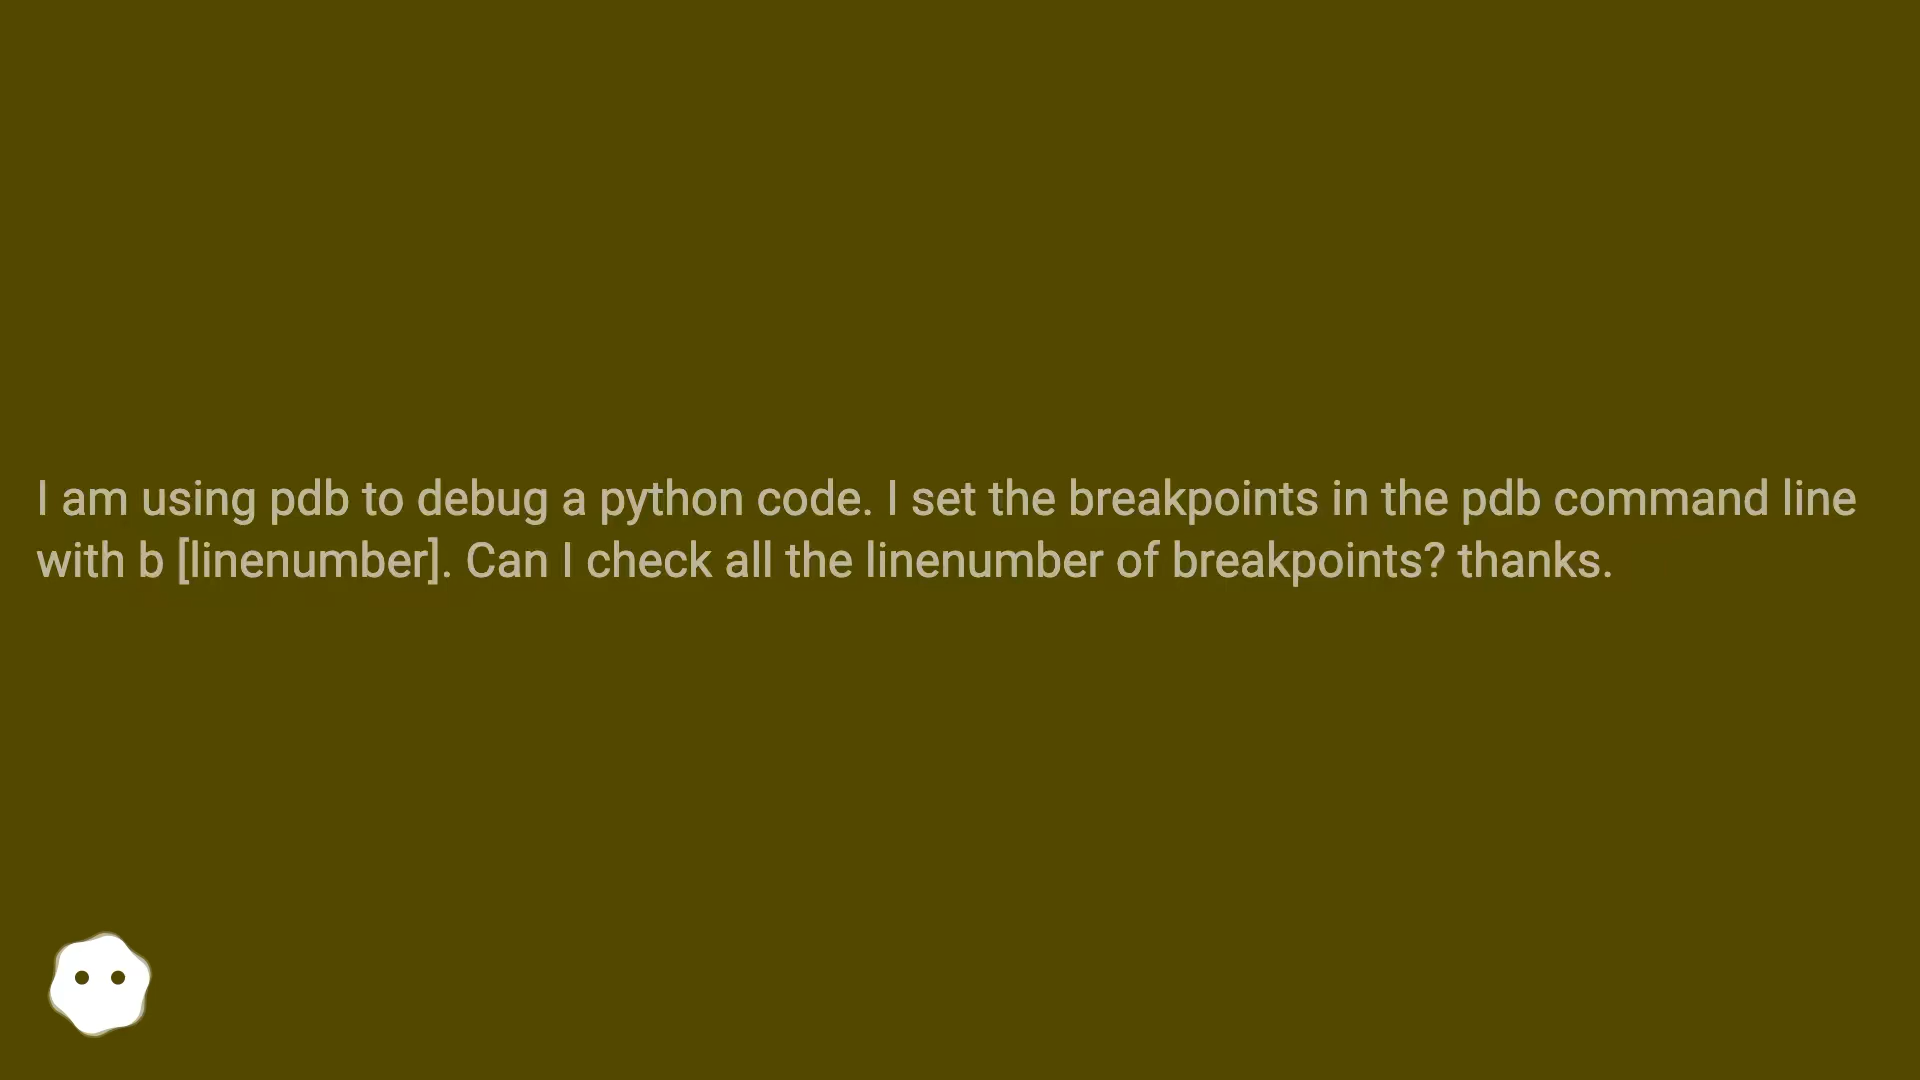 I am using pdb to debug a python code. I set the breakpoints in the pdb command line
with b [linenumber]. Can I check all the linenumber of breakpoints? thanks.